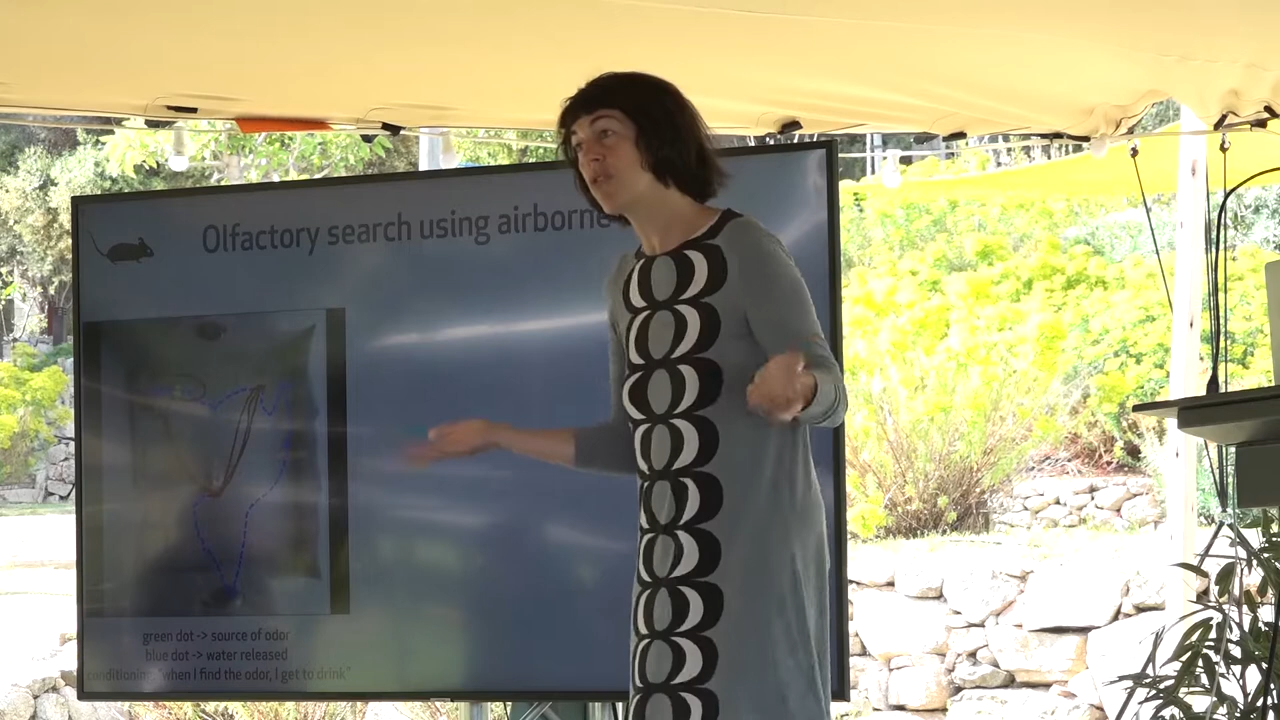 Olfactory search using airborne
green dot -> source of odor
blue dot -> water released
conditioning "when I find the odor, I get to drink"